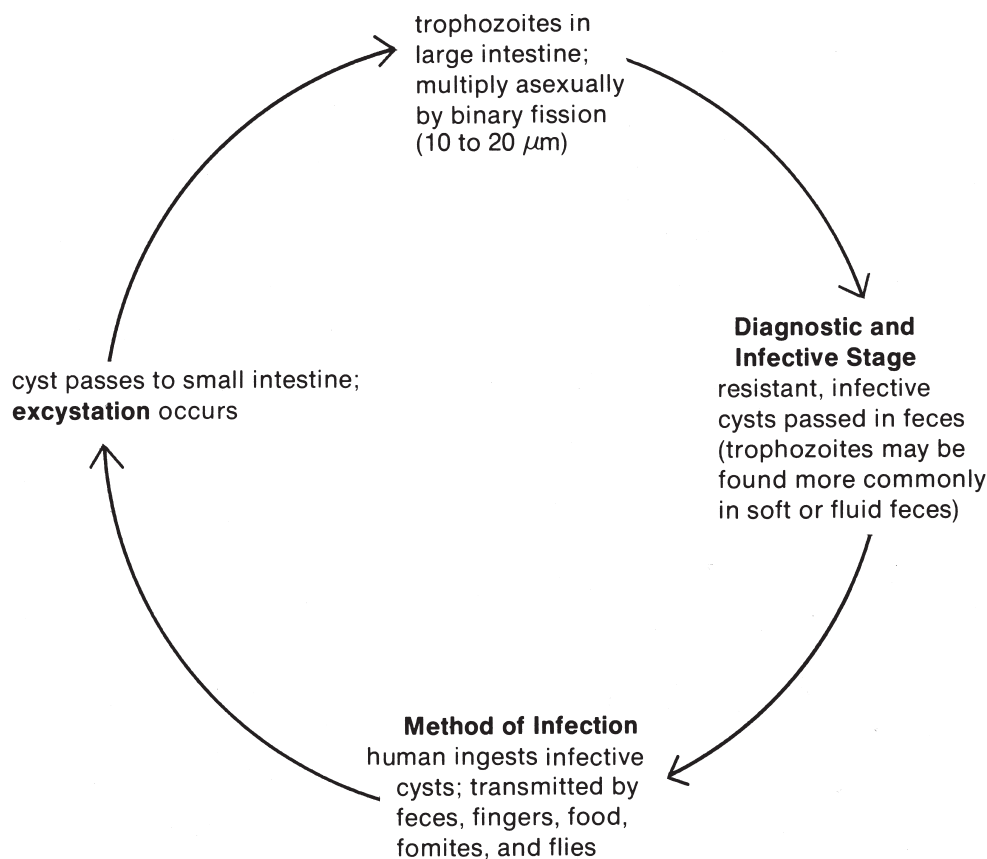 trophozoites in
large intestine;
multiply asexually
by binary fission
(10 to 20 μm)
Diagnostic and
Infective Stage
resistant, infective
cysts passed in feces
(trophozoites may be
found more commonly
in soft or fluid feces)
Method of Infection
human ingests infective
cysts; transmitted by
feces, fingers, food,
fomites, and flies
cyst passes to small intestine;
excystation occurs